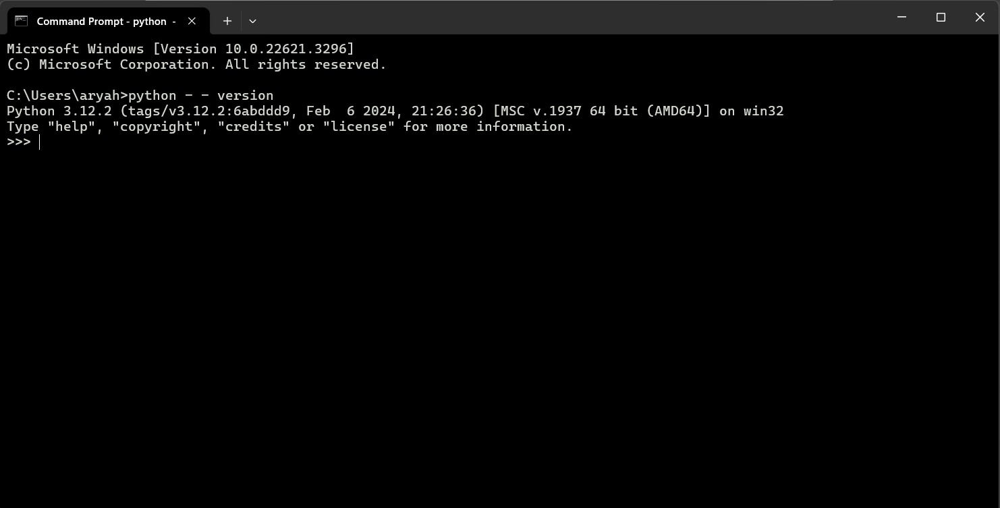 Command Prompt - python  -
Microsoft Windows [Version 10.0.22621.3296]
(c) Microsoft Corporation. All rights reserved.
C:\Users\aryah>python - - version
Python 3.12.2 (tags/v3.12.2:6abddd9, Feb  6 2024, 21:26:36) [MSC v.1937 64 bit (AMD64)] on win32
Type "help", "copyright", "credits" or "license" for more information.
>>>